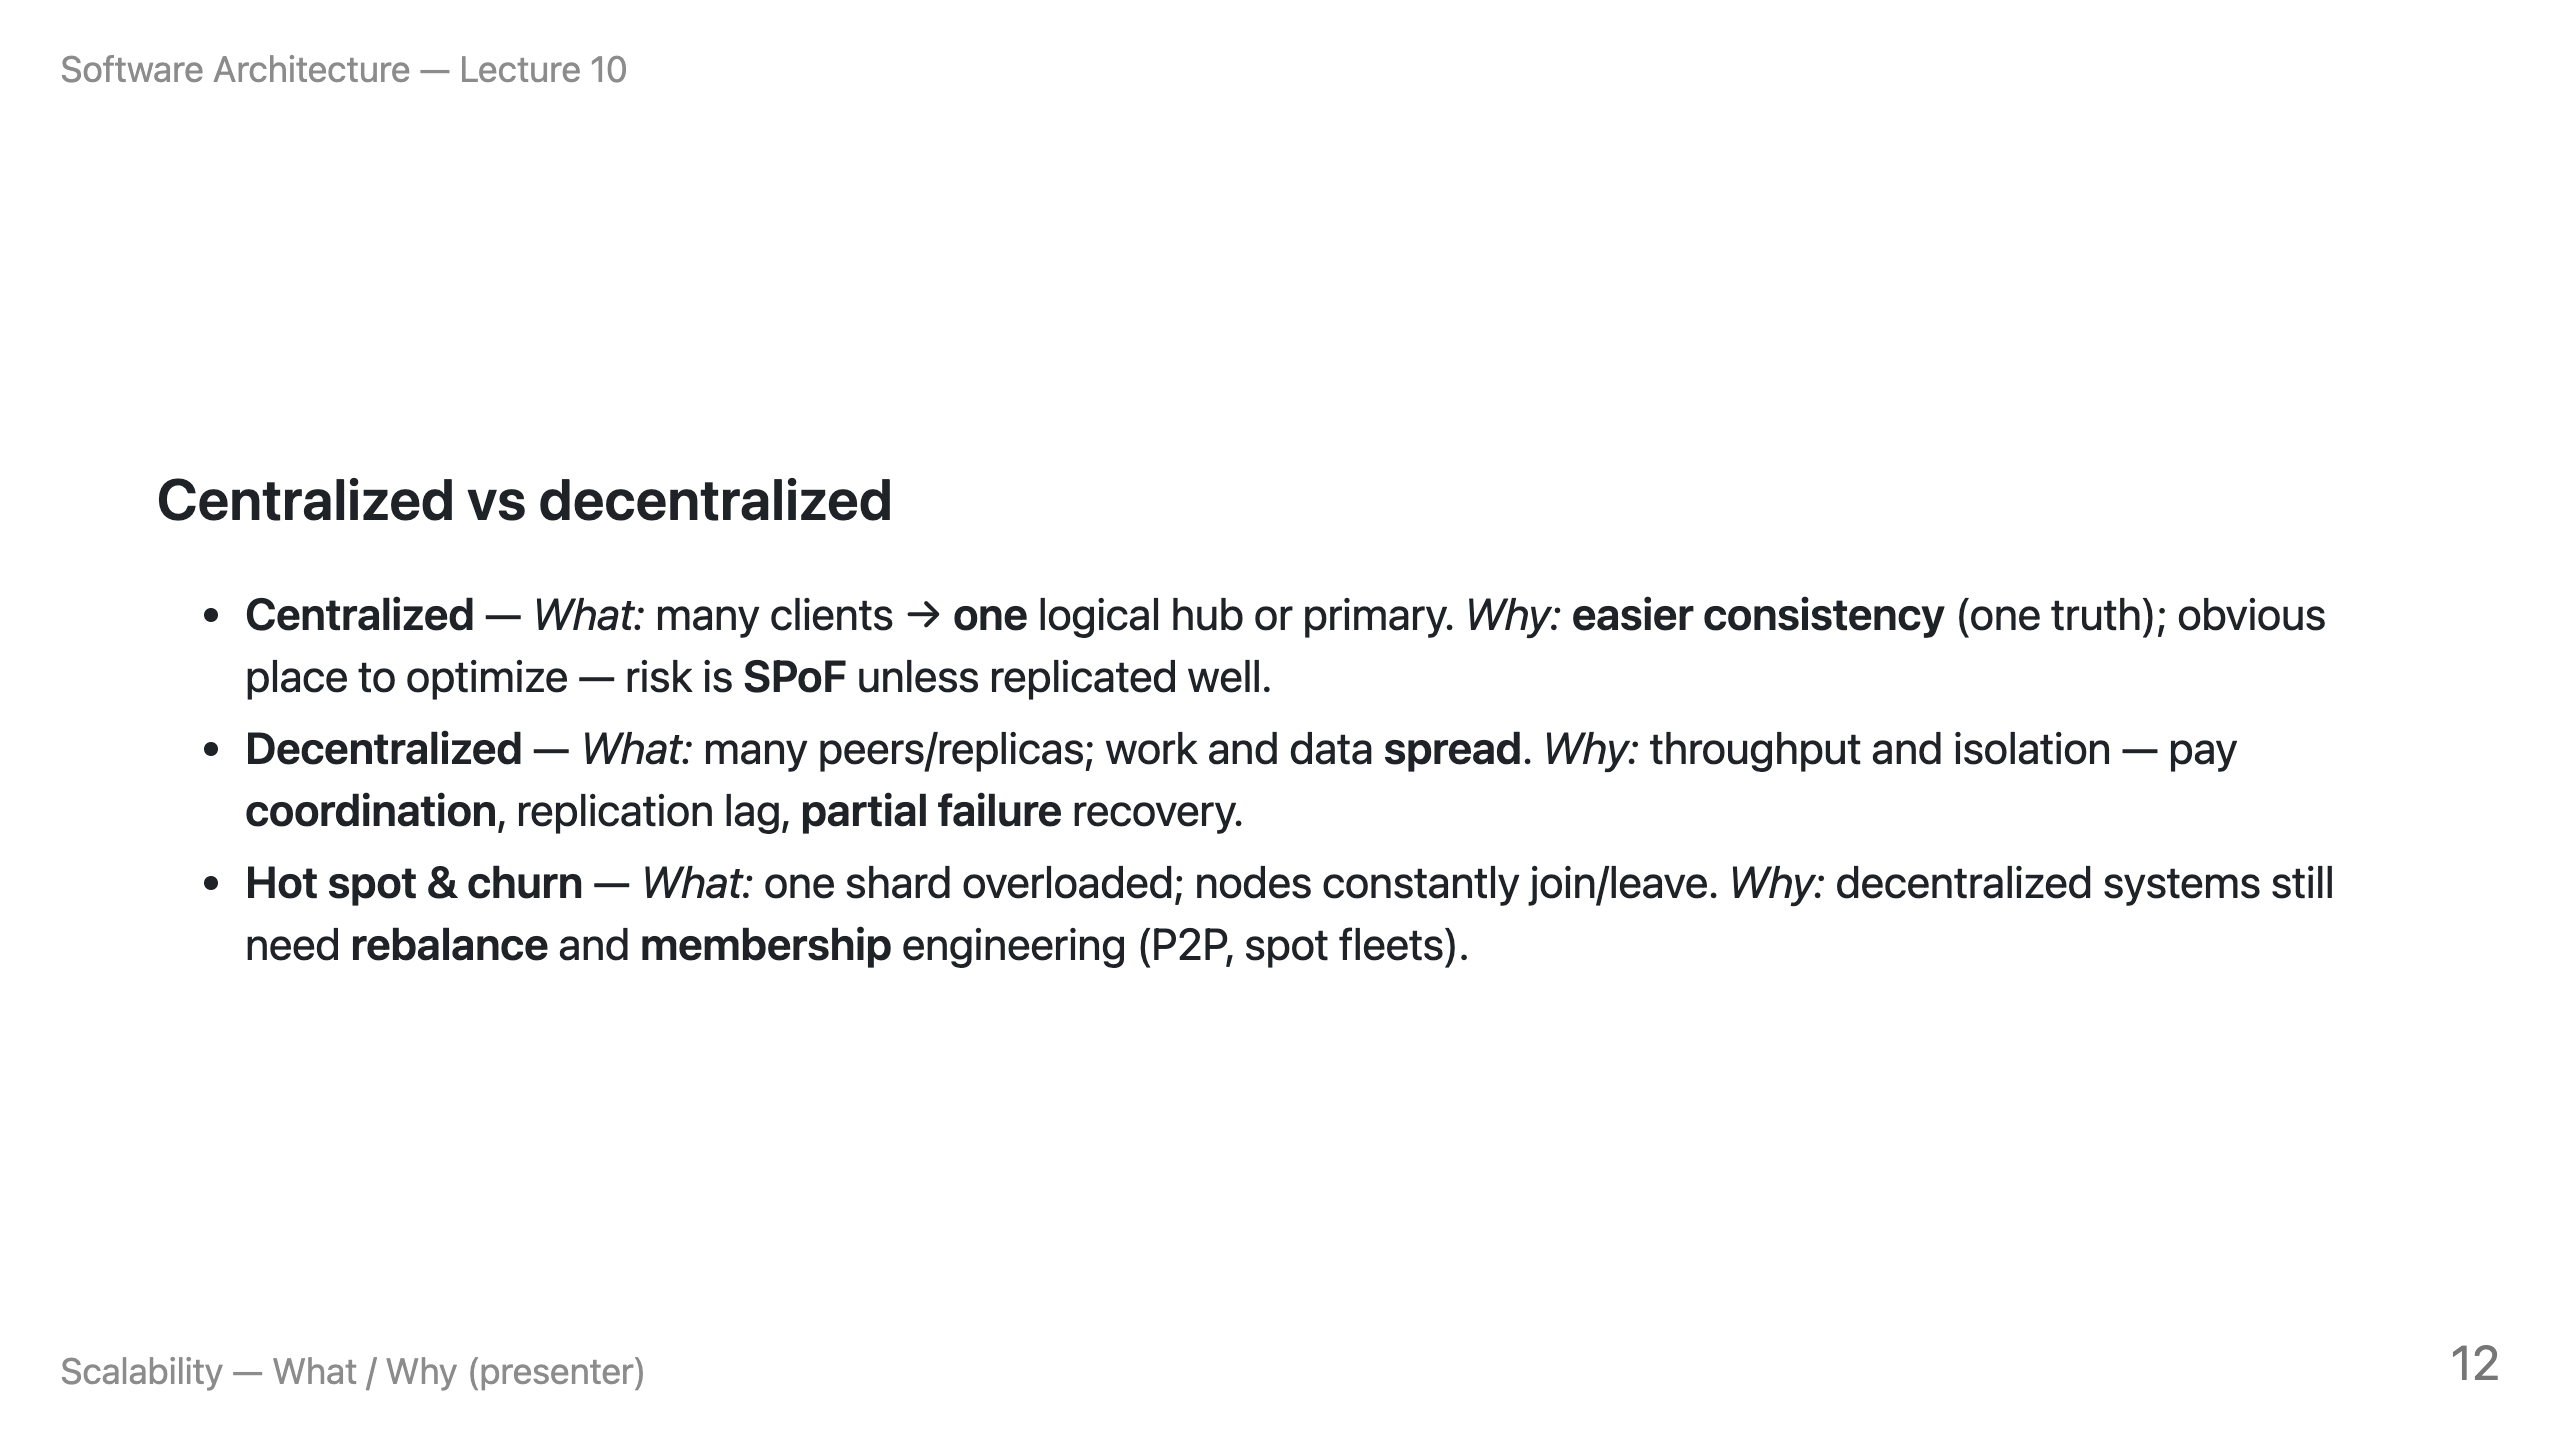 Software Architecture — Lecture 10
Centralized vs decentralized
• Centralized — What: many clients → one logical hub or primary. Why: easier consistency (one truth); obvious
place to optimize — risk is SPoF unless replicated well.
• Decentralized — What: many peers/replicas; work and data spread. Why: throughput and isolation — pay
coordination, replication lag, partial failure recovery.
• Hot spot & churn — What: one shard overloaded; nodes constantly join/leave. Why: decentralized systems still
need rebalance and membership engineering (P2P, spot fleets).
Scalability — What / Why (presenter)
12